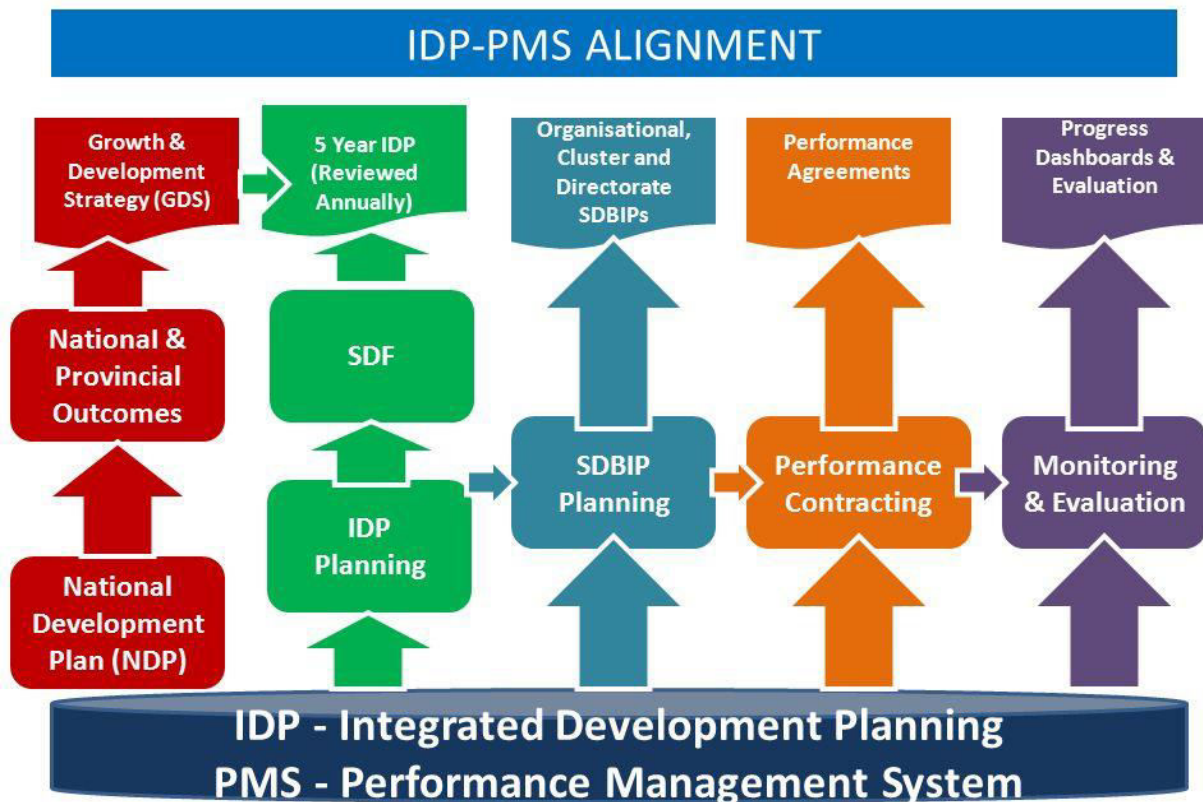 IDP-PMS ALIGNMENT
Growth &
Development
Strategy (GDS)
5 Year IDP
(Reviewed
Annually)
Organisational,
Cluster and
Directorate
SDBIPs
Performance
Agreements
Progress
Dashboards &
Evaluation
National &
Provincial
Outcomes
SDF
National
Development
Plan (NDP)
IDP
Planning
SDBIP
Planning
Performance
Contracting
Monitoring
& Evaluation
IDP - Integrated Development Planning
PMS - Performance Management System